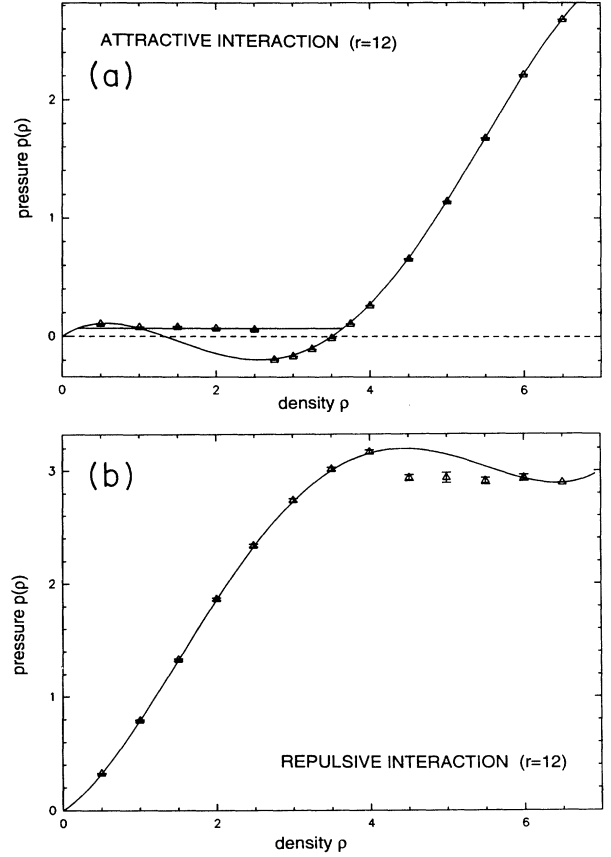 ATTRACTIVE INTERACTION (r=12)
(a)
pressure p(ρ)
2
1
0
0
2
4
6
density ρ
(b)
pressure p(ρ)
3
2
1
0
REPULSIVE INTERACTION (r=12)
0
2
4
6
density ρ